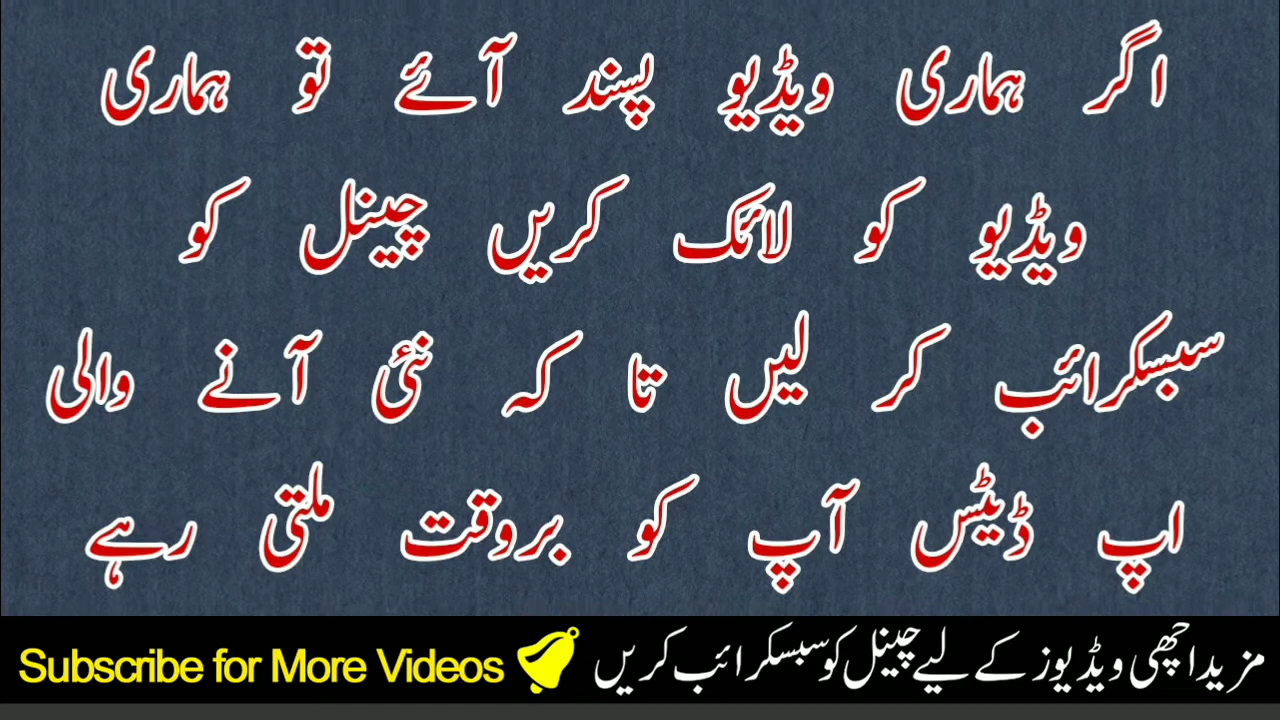 اگر ہماری ویڈیو پسند آئے تو ہماری
ویڈیو کو لائک کریں چینل کو
سبسکرائب کر لیں تا کہ نئی آنے والی
اپ ڈیٹس آپ کو بروقت ملتی رہے
مزید اچھی ویڈیوز کے لیے چینل کو سبسکرائب کریں
Subscribe for More Videos